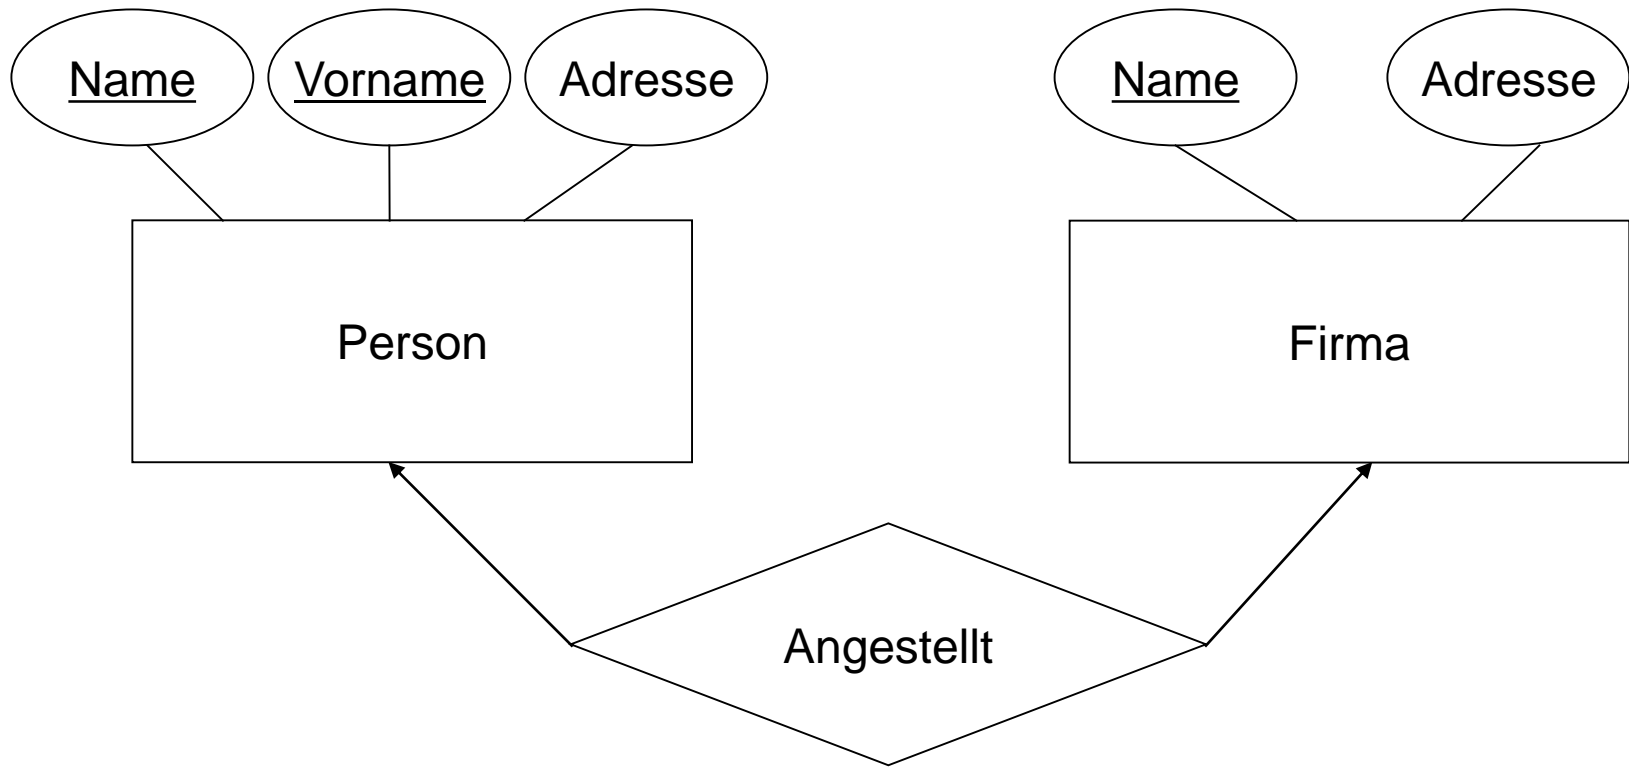 Name
Vorname
Adresse
Name
Adresse
Person
Firma
Angestellt